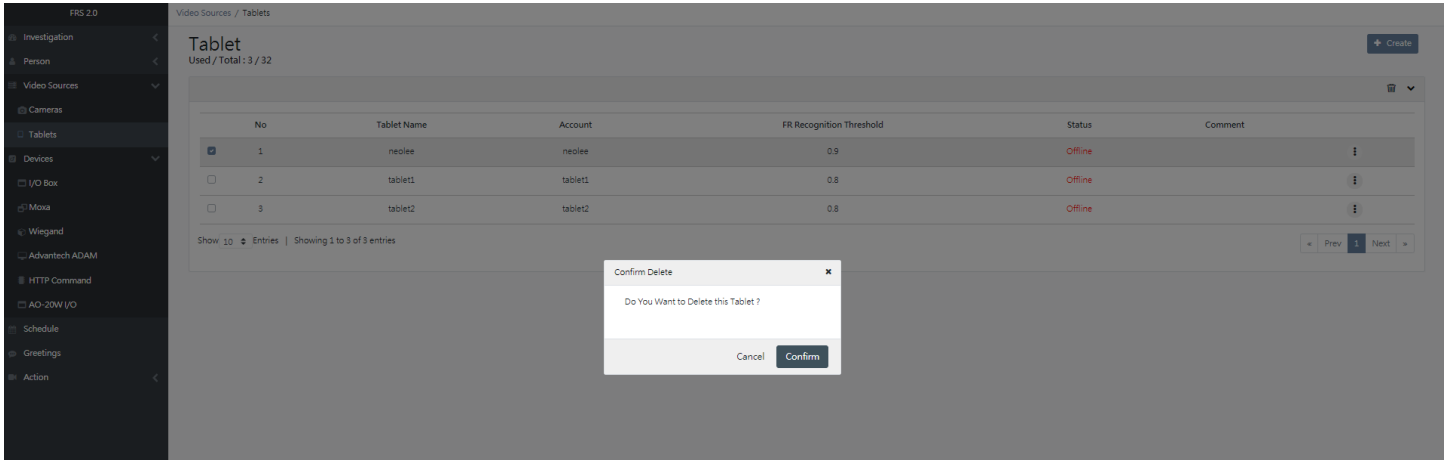 FRS 2.0
Video Sources / Tablets
Investigation
Person
Video Sources
Cameras
Tablets
Devices
I/O Box
Moxa
Wiegand
Advantech ADAM
HTTP Command
AO-20W I/O
Schedule
Greetings
Action
Tablet
Used / Total : 3 / 32
+ Create
No Tablet Name Account FR Recognition Threshold Status Comment
1 neolee neolee 0.9 Offline
2 tablet1 tablet1 0.8 Offline
3 tablet2 tablet2 0.8 Offline
Show 10 Entries | Showing 1 to 3 of 3 entries
« Prev 1 Next »
Confirm Delete
Do You Want to Delete this Tablet ?
Cancel Confirm